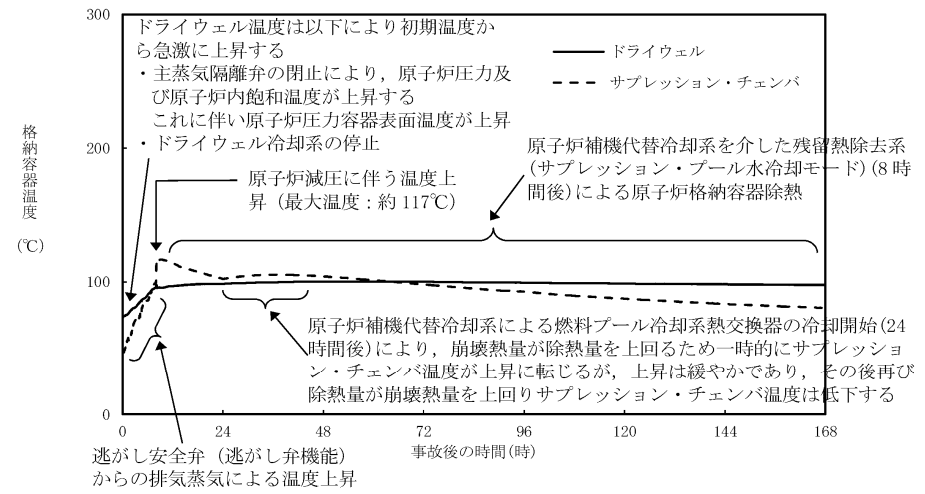 300
ドライウェル温度は以下により初期温度か
ら急激に上昇する
・主蒸気隔離弁の閉止により，原子炉圧力及
び原子炉内飽和温度が上昇する
これに伴い原子炉圧力容器表面温度が上昇
・ドライウェル冷却系の停止
ドライウェル
サプレッション・チェンバ
格納容器温度
(℃)
200
原子炉補機代替冷却系を介した残留熱除去系
(サプレッション・プール水冷却モード)(8時
間後)による原子炉格納容器除熱
原子炉減圧に伴う温度上
昇（最大温度：約117℃）
100
原子炉補機代替冷却系による燃料プール冷却系熱交換器の冷却開始(24
時間後)により，崩壊熱量が除熱量を上回るため一時的にサプレッショ
ン・チェンバ温度が上昇に転じるが，上昇は緩やかであり，その後再び
除熱量が崩壊熱量を上回りサプレッション・チェンバ温度は低下する
0
0 24 48 72 96 120 144 168
事故後の時間(時)
逃がし安全弁（逃がし弁機能）
からの排気蒸気による温度上昇